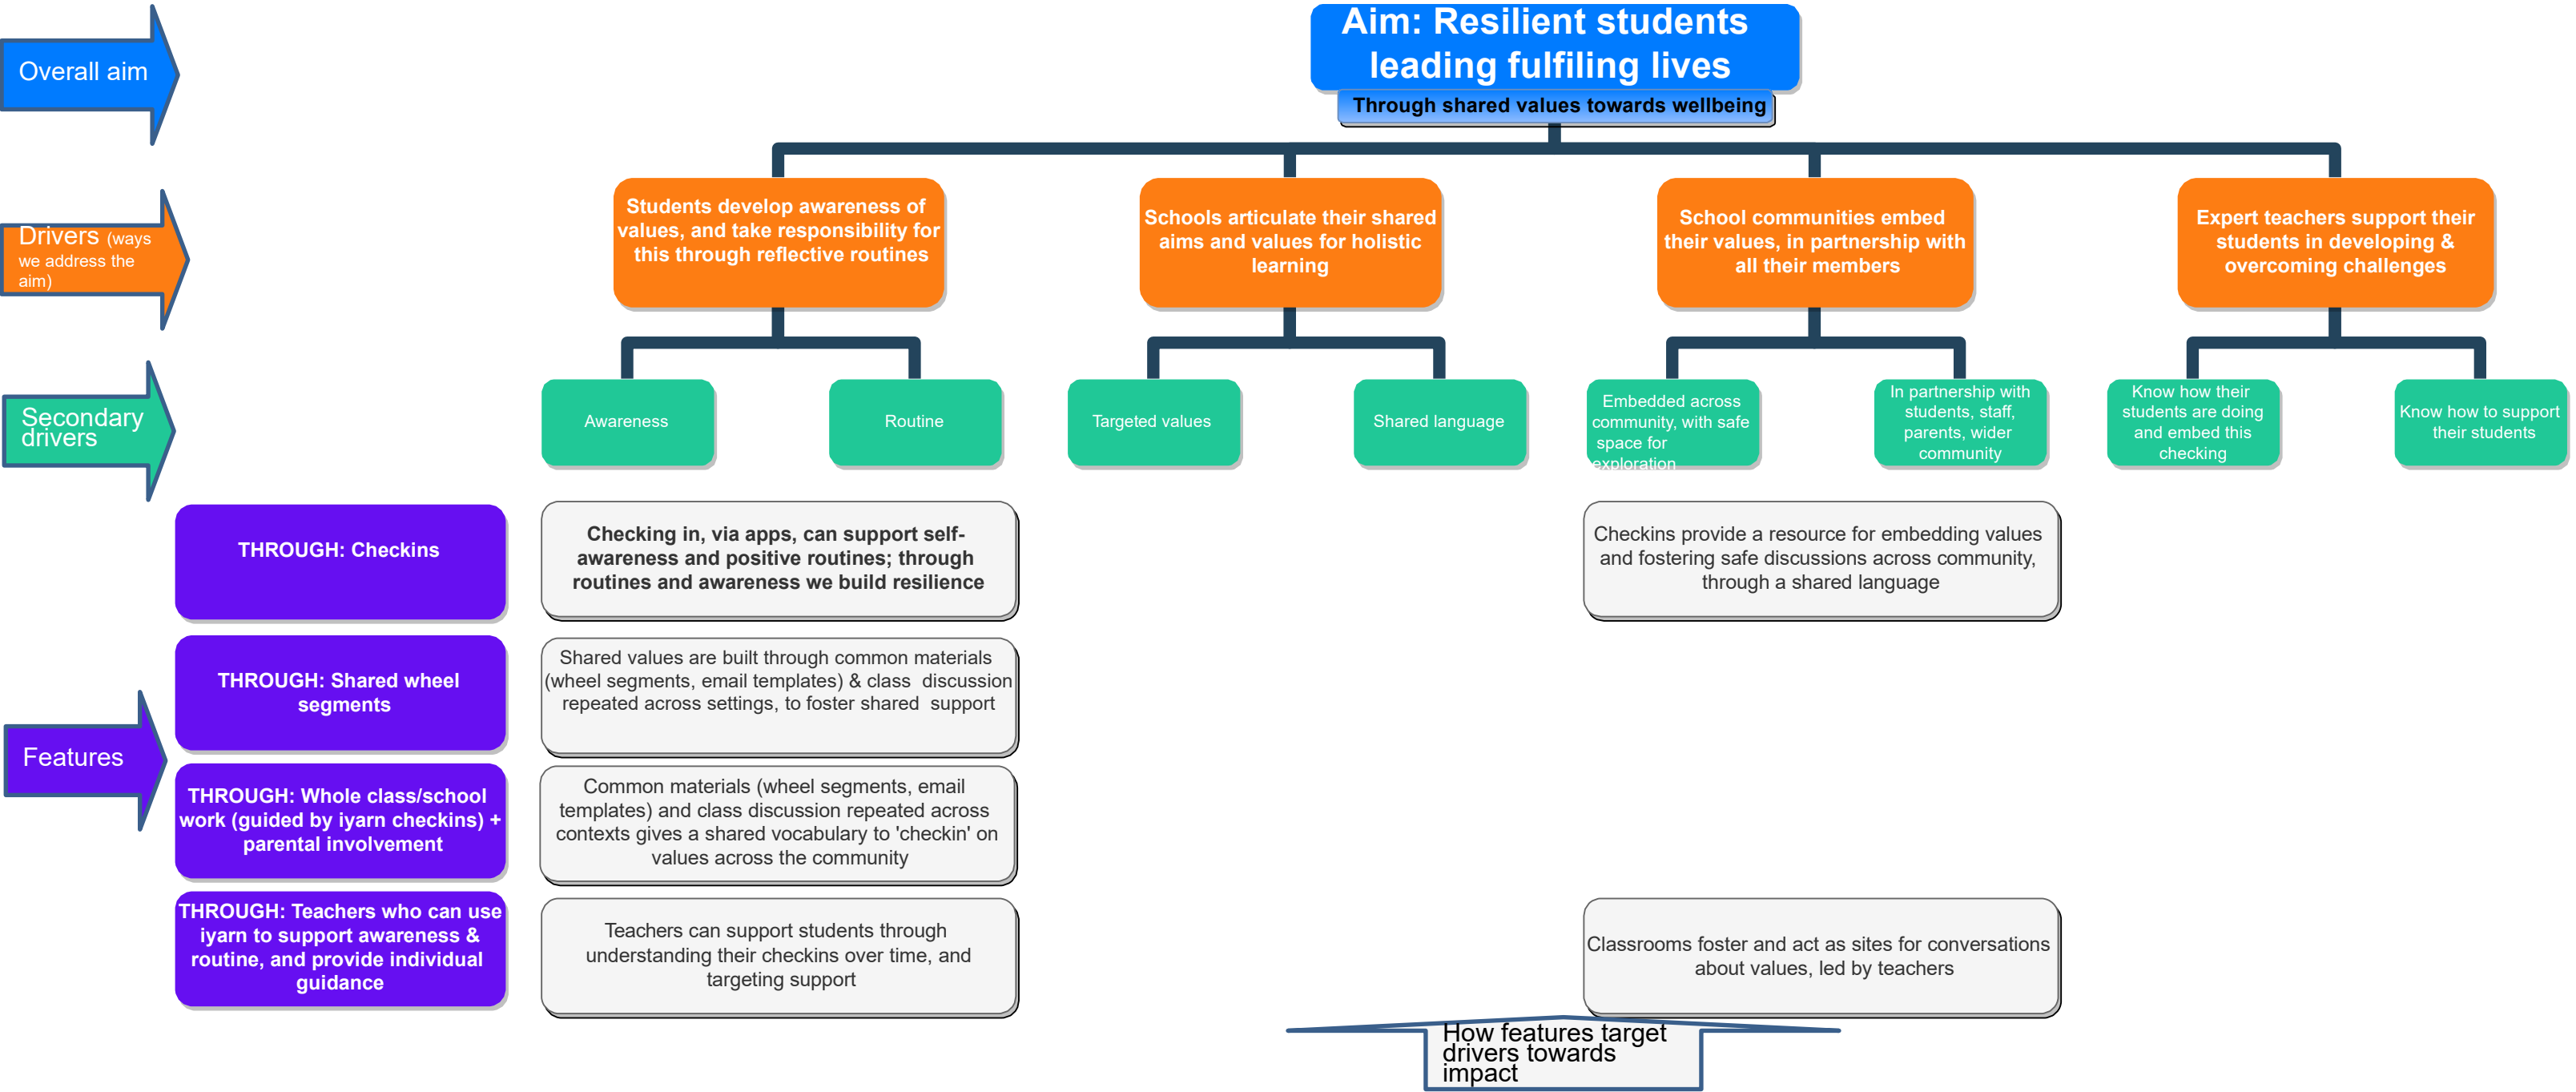 Overall aim
Aim: Resilient students
leading fulfiling lives
Through shared values towards wellbeing
Drivers (ways
we address the
aim)
Students develop awareness of
values, and take responsibility for
this through reflective routines
Schools articulate their shared
aims and values for holistic
learning
School communities embed
their values, in partnership with
all their members
Expert teachers support their
students in developing &
overcoming challenges
Secondary
drivers
Awareness
Routine
Targeted values
Shared language
Embedded across
community, with safe
space for
exploration
In partnership with
students, staff,
parents, wider
community
Know how their
students are doing
and embed this
checking
Know how to support
their students
Features
THROUGH: Checkins
Checking in, via apps, can support self-
awareness and positive routines; through
routines and awareness we build resilience
Checkins provide a resource for embedding values
and fostering safe discussions across community,
through a shared language
THROUGH: Shared wheel
segments
Shared values are built through common materials
(wheel segments, email templates) & class discussion
repeated across settings, to foster shared support
THROUGH: Whole class/school
work (guided by iyarn checkins) +
parental involvement
Common materials (wheel segments, email
templates) and class discussion repeated across
contexts gives a shared vocabulary to 'checkin' on
values across the community
THROUGH: Teachers who can use
iyarn to support awareness &
routine, and provide individual
guidance
Teachers can support students through
understanding their checkins over time, and
targeting support
Classrooms foster and act as sites for conversations
about values, led by teachers
How features target
drivers towards
impact